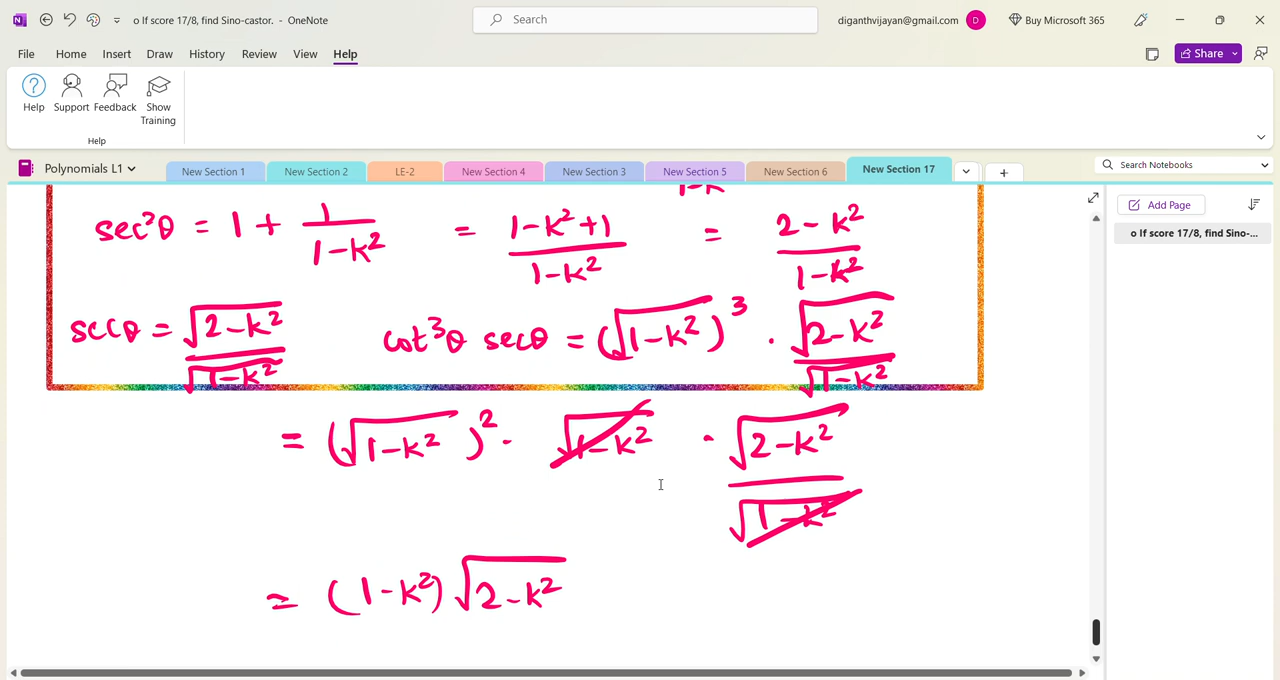 o If score 17/8, find Sino-castor. - OneNote
Search
diganthvijayan@gmail.com D Buy Microsoft 365
File Home Insert Draw History Review View Help Share
Help Support Feedback Show Training
Help
Polynomials L1 New Section 1 New Section 2 LE-2 New Section 4 New Section 3 New Section 5 New Section 6 New Section 17 + Search Notebooks
Add Page
o If score 17/8, find Sino-...
1-K
sec²θ = 1 + 1/(1-K²) = (1-K²+1)/(1-K²) = (2-K²)/(1-K²)
secθ = √(2-K²)/√(1-K²) cot³θ secθ = (√(1-K²))³ · √(2-K²)/√(1-K²)
= (√(1-K²))² · √(1-K²) · √(2-K²)/√(1-K²)
= (1-K²)√(2-K²)